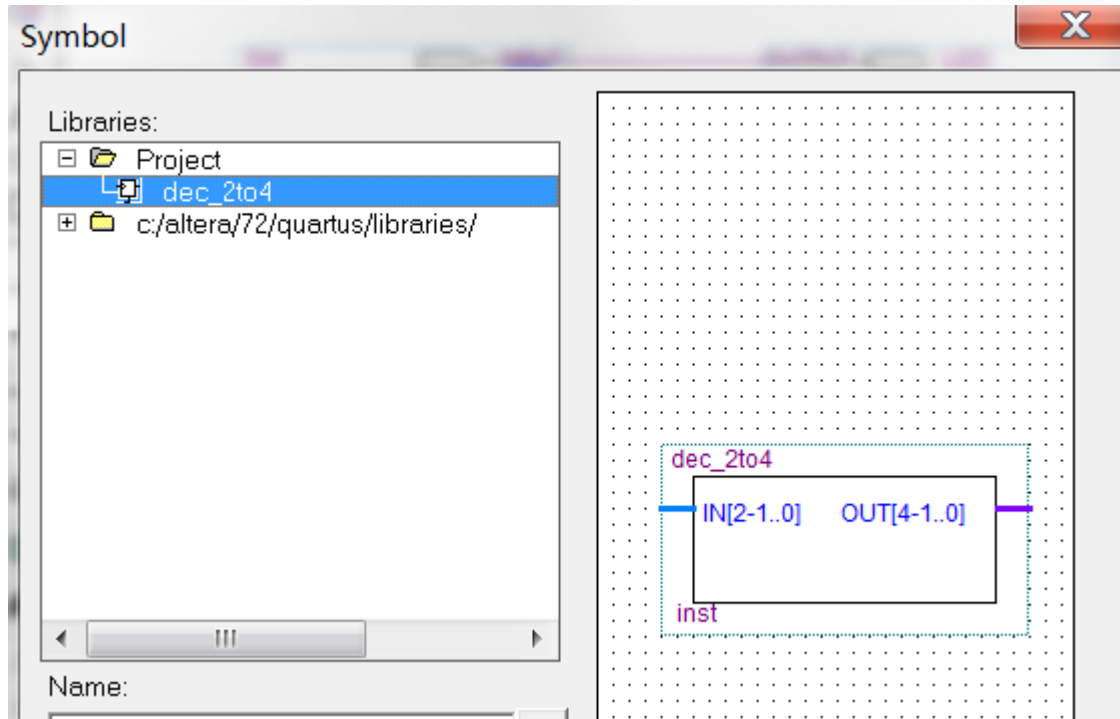 Symbol
Libraries:
Project
dec_2to4
c:/altera/72/quartus/libraries/
Name:
dec_2to4
IN[2-1..0] OUT[4-1..0]
inst